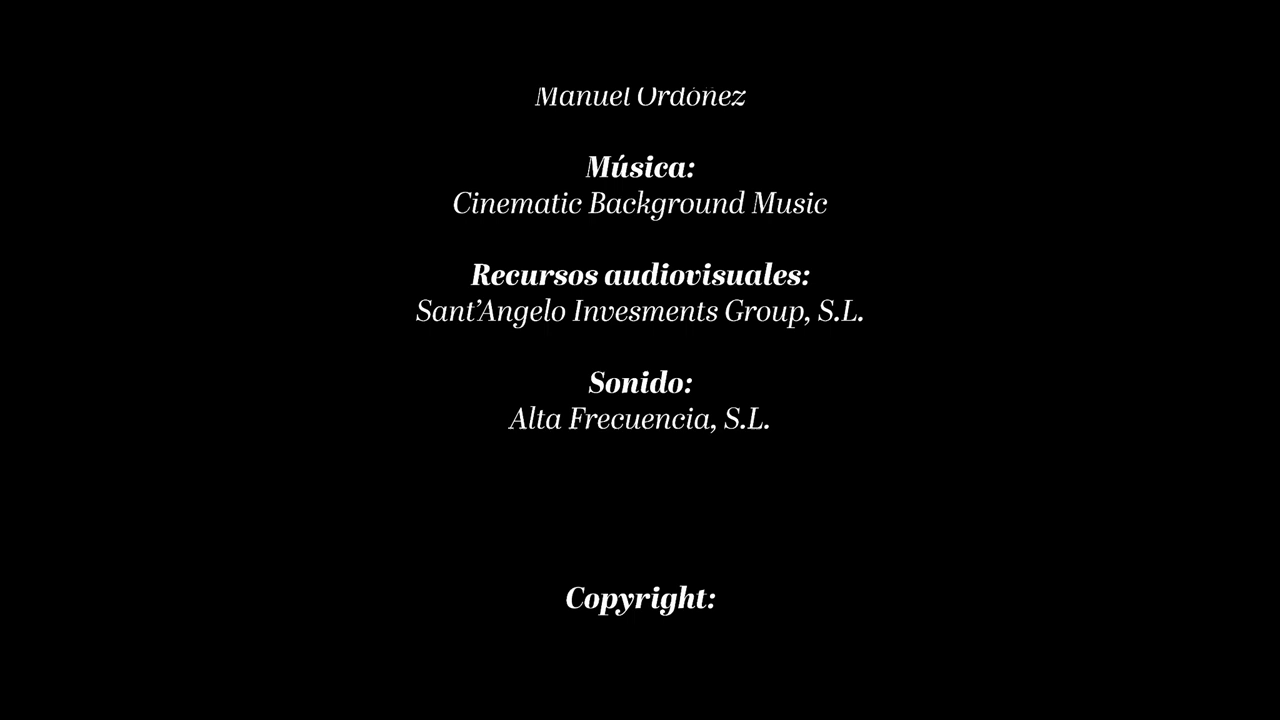 Manuel Ordóñez
Música:
Cinematic Background Music
Recursos audiovisuales:
Sant’Angelo Invesments Group, S.L.
Sonido:
Alta Frecuencia, S.L.
Copyright: